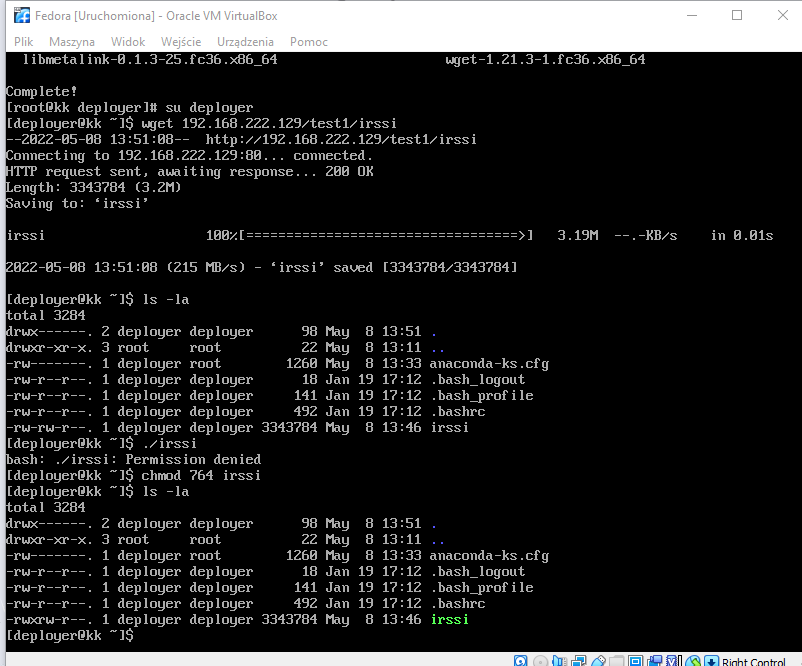 Fedora [Uruchomiona] - Oracle VM VirtualBox
Plik Maszyna Widok Wejście Urządzenia Pomoc
libmetalink-0.1.3-25.fc36.x86_64 wget-1.21.3-1.fc36.x86_64
Complete!
[root@kk deployer]# su deployer
[deployer@kk ~]$ wget 192.168.222.129/test1/irssi
--2022-05-08 13:51:08-- http://192.168.222.129/test1/irssi
Connecting to 192.168.222.129:80... connected.
HTTP request sent, awaiting response... 200 OK
Length: 3343784 (3.2M)
Saving to: ‘irssi’
irssi 100%[==================================>] 3.19M --.-KB/s in 0.01s
2022-05-08 13:51:08 (215 MB/s) - ‘irssi’ saved [3343784/3343784]
[deployer@kk ~]$ ls -la
total 3284
drwx------. 2 deployer deployer 98 May 8 13:51 .
drwxr-xr-x. 3 root root 22 May 8 13:11 ..
-rw-------. 1 deployer root 1260 May 8 13:33 anaconda-ks.cfg
-rw-r--r--. 1 deployer deployer 18 Jan 19 17:12 .bash_logout
-rw-r--r--. 1 deployer deployer 141 Jan 19 17:12 .bash_profile
-rw-r--r--. 1 deployer deployer 492 Jan 19 17:12 .bashrc
-rw-rw-r--. 1 deployer deployer 3343784 May 8 13:46 irssi
[deployer@kk ~]$ ./irssi
bash: ./irssi: Permission denied
[deployer@kk ~]$ chmod 764 irssi
[deployer@kk ~]$ ls -la
total 3284
drwx------. 2 deployer deployer 98 May 8 13:51 .
drwxr-xr-x. 3 root root 22 May 8 13:11 ..
-rw-------. 1 deployer root 1260 May 8 13:33 anaconda-ks.cfg
-rw-r--r--. 1 deployer deployer 18 Jan 19 17:12 .bash_logout
-rw-r--r--. 1 deployer deployer 141 Jan 19 17:12 .bash_profile
-rw-r--r--. 1 deployer deployer 492 Jan 19 17:12 .bashrc
-rwxrw-r--. 1 deployer deployer 3343784 May 8 13:46 irssi
[deployer@kk ~]$
Right Control